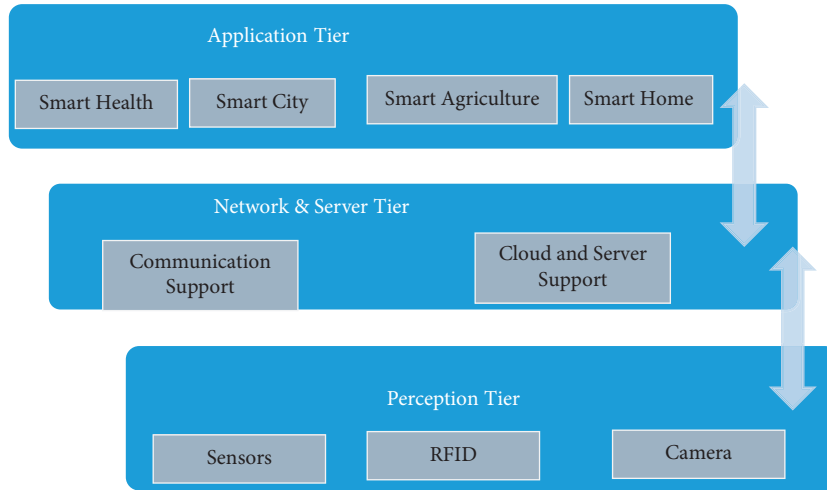 Application Tier
Smart Health
Smart City
Smart Agriculture
Smart Home
Network & Server Tier
Communication
Support
Cloud and Server
Support
Perception Tier
Sensors
RFID
Camera